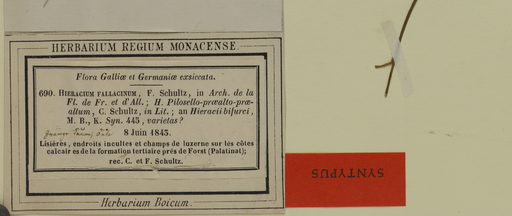 HERBARIUM REGIUM MONACENSE.
Flora Galliæ et Germaniæ exsiccata.
690. HIERACIUM FALLACINUM, F. Schultz, in Arch. de la
Fl. de Fr. et d'All.; H. Pilosello-præalto-præ-
altum, C. Schultz, in Lit.; an Hieracii bifurci,
M. B., K. Syn. 445, varietas?
8 Juin 1845.
Lisières, endroits incultes et champs de luzerne sur les côtes
calcaires de la formation tertiaire près de Forst (Palatinat);
rec. C. et F. Schultz.
Herbarium Boicum.
SYNTYPUS